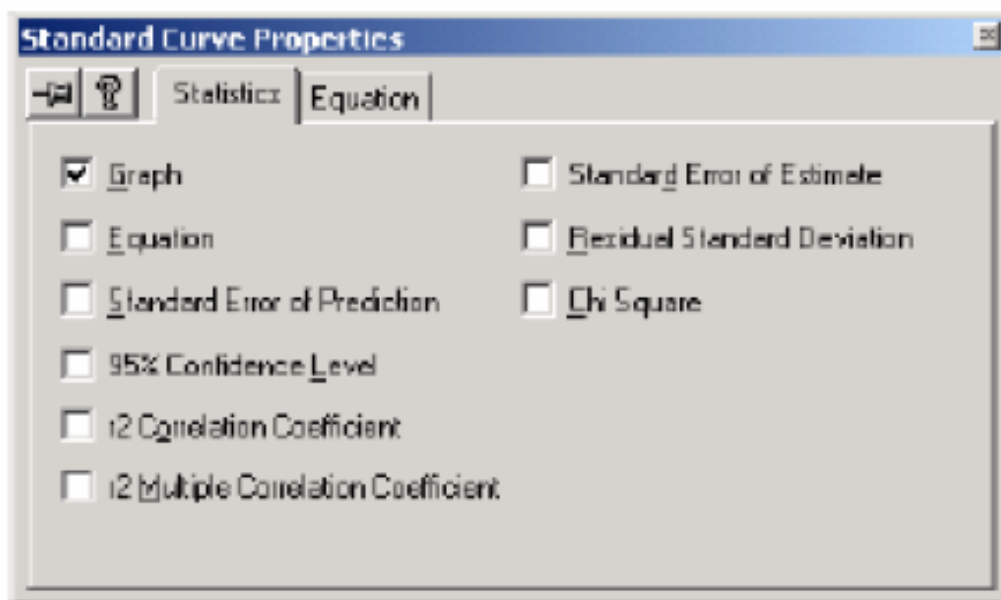 Standard Curve Properties
Statistics Equation
Graph Standard Error of Estimate
Equation Residual Standard Deviation
Standard Error of Prediction Chi Square
95% Confidence Level
r2 Correlation Coefficient
r2 Multiple Correlation Coefficient